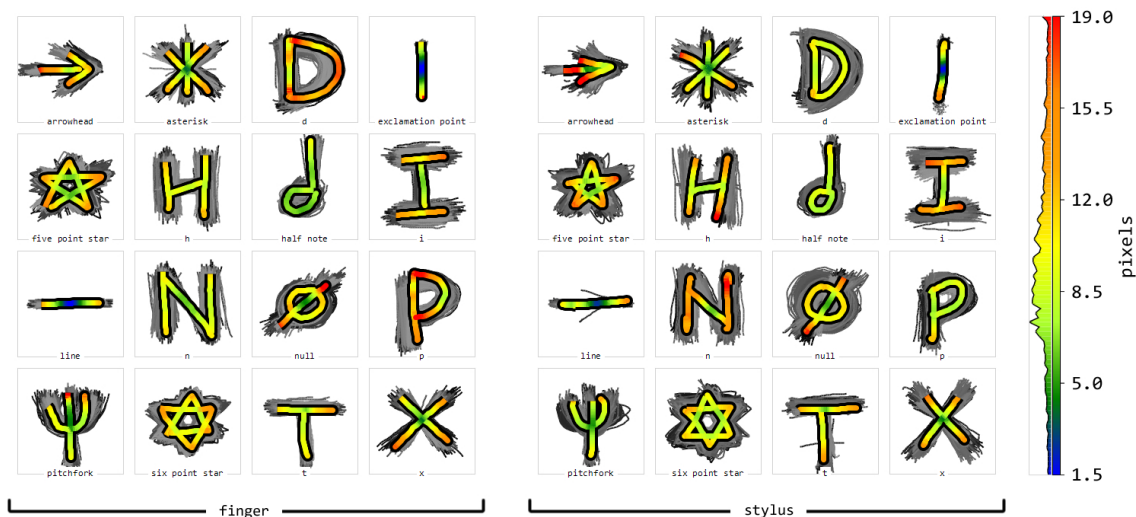 arrowhead asterisk d exclamation point
five point star h half note i
line n null p
pitchfork six point star t x
finger
arrowhead asterisk d exclamation point
five point star h half note i
line n null p
pitchfork six point star t x
stylus
19.0
15.5
12.0
8.5
5.0
1.5
pixels